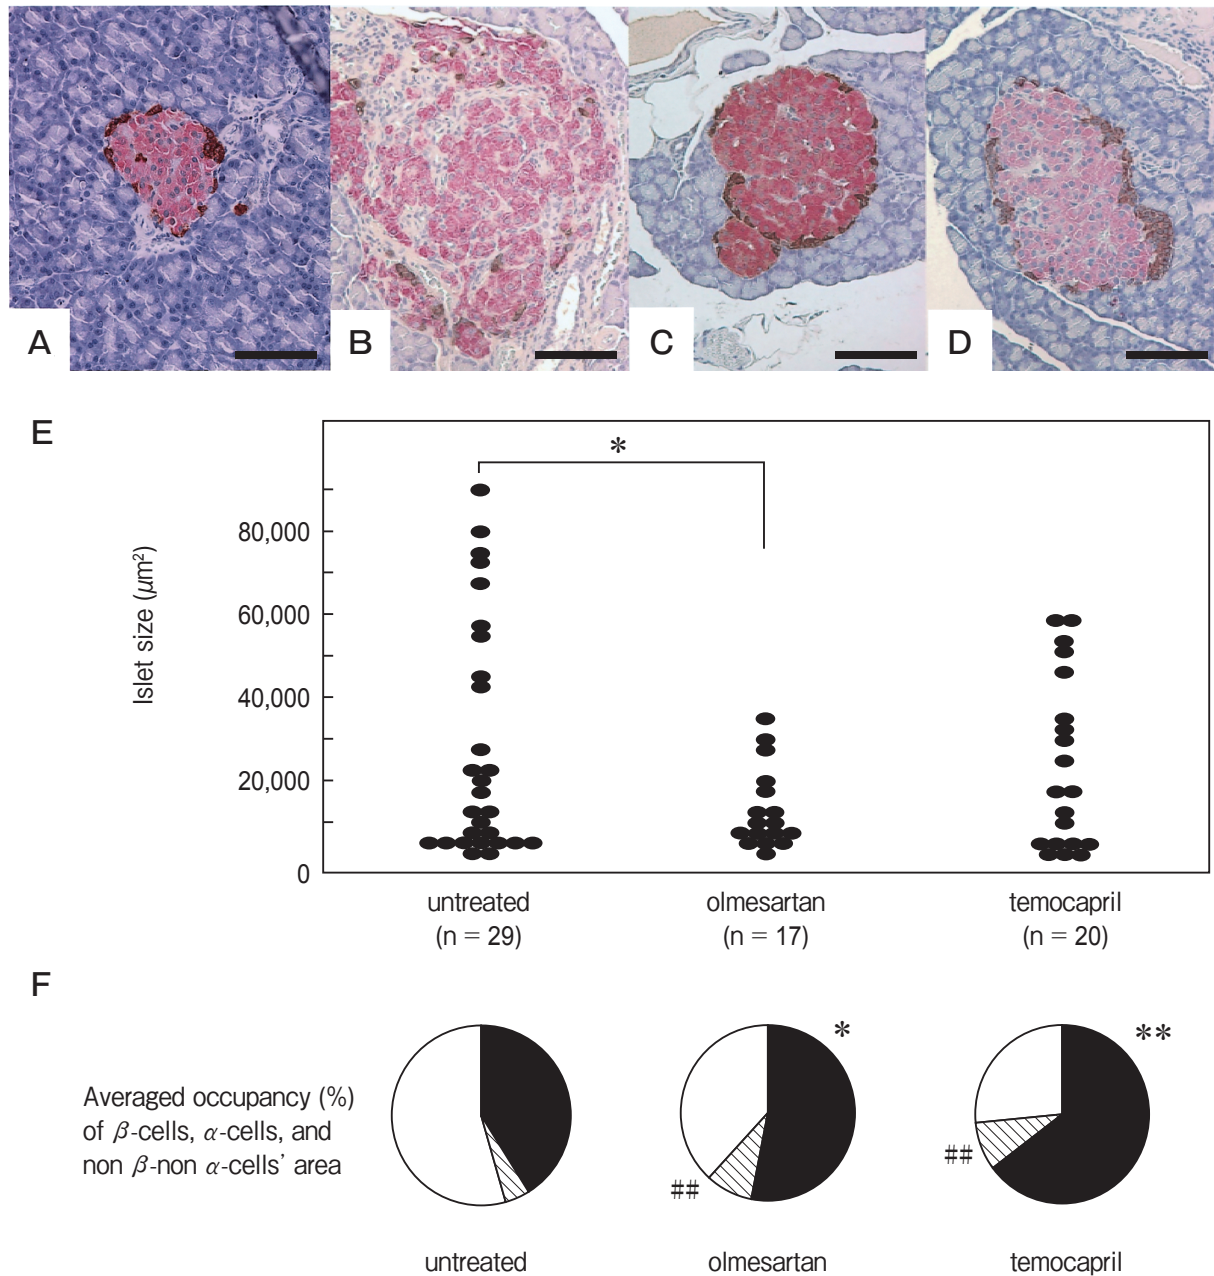 A
B
C
D
E
*
Islet size (μm²)
80,000
60,000
40,000
20,000
0
untreated
olmesartan
temocapril
(n = 29)
(n = 17)
(n = 20)
F
*
**
Averaged occupancy (%)
of β-cells, α-cells, and
non β-non α-cells’ area
##
##
untreated
olmesartan
temocapril